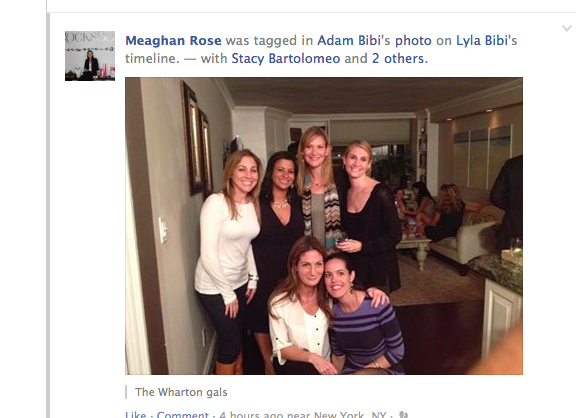 Meaghan Rose was tagged in Adam Bibi's photo on Lyla Bibi's
timeline. — with Stacy Bartolomeo and 2 others.
The Wharton gals
Like · Comment · 4 hours ago near New York, NY ·